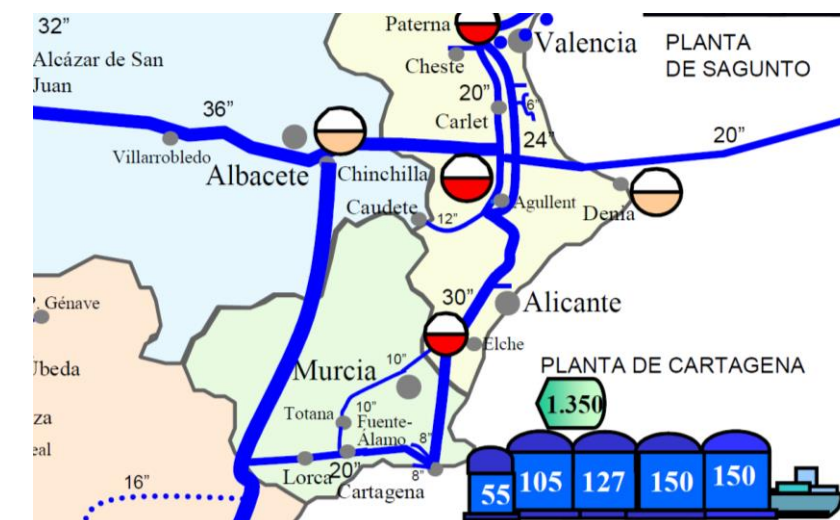 32”
Alcázar de San
Juan
36”
Villarrobledo
Albacete
Chinchilla
Paterna
Cheste
Valencia
20”
6”
Carlet
24”
PLANTA
DE SAGUNTO
20”
Caudete
12”
Agullent
Denia
30”
Alicante
Elche
P. Génave
Úbeda
za
eal
Murcia
10”
Totana
10”
Fuente-
Álamo
8”
Lorca
20”
8”
Cartagena
16”
PLANTA DE CARTAGENA
1.350
55
105
127
150
150